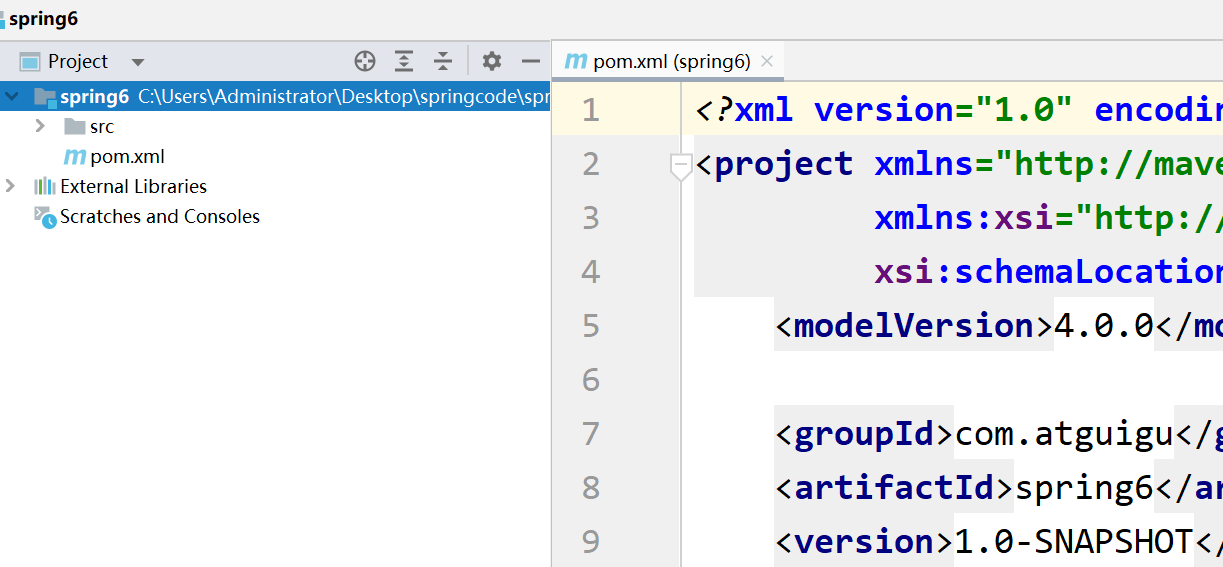 spring6
Project
spring6 C:\Users\Administrator\Desktop\springcode\spr
src
m pom.xml
External Libraries
Scratches and Consoles
m pom.xml (spring6) ×
1 <?xml version="1.0" encodin
2 <project xmlns="http://mave
3 xmlns:xsi="http:/
4 xsi:schemaLocation
5 <modelVersion>4.0.0</mo
6
7 <groupId>com.atguigu</g
8 <artifactId>spring6</ar
9 <version>1.0-SNAPSHOT</